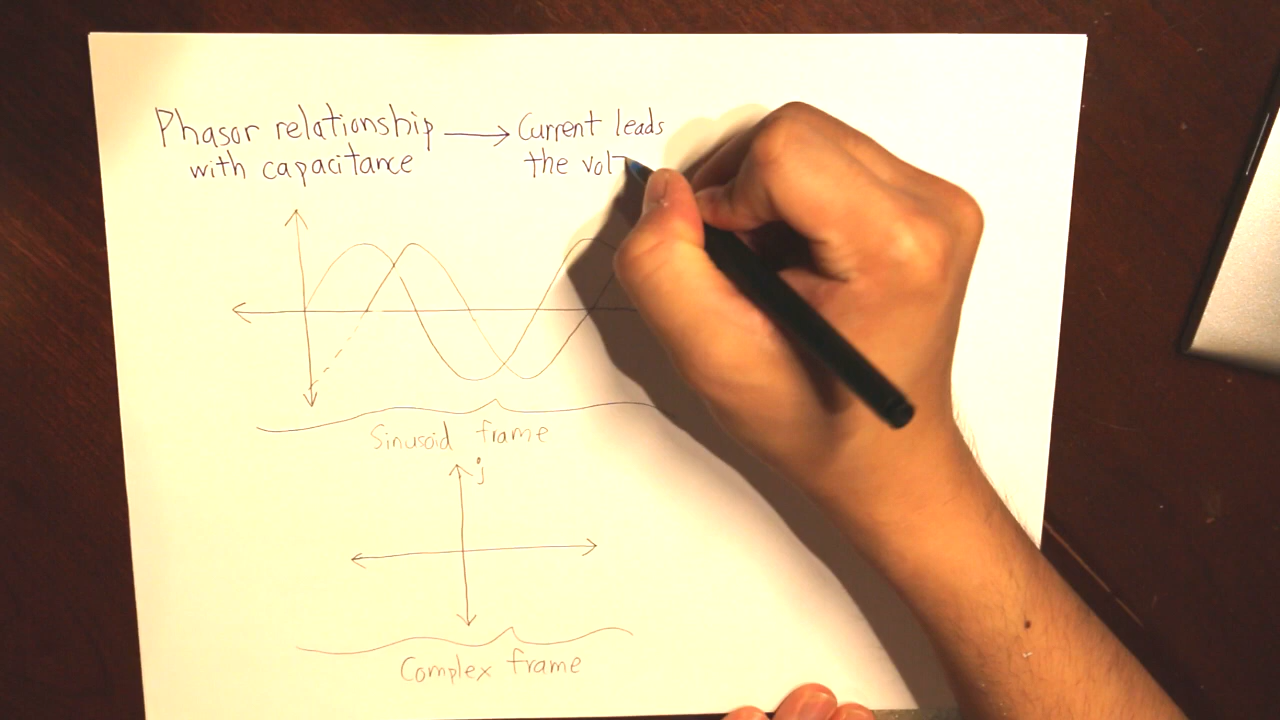 Phasor relationship → Current leads
with capacitance the vol
Sinusoid frame
j
Complex frame